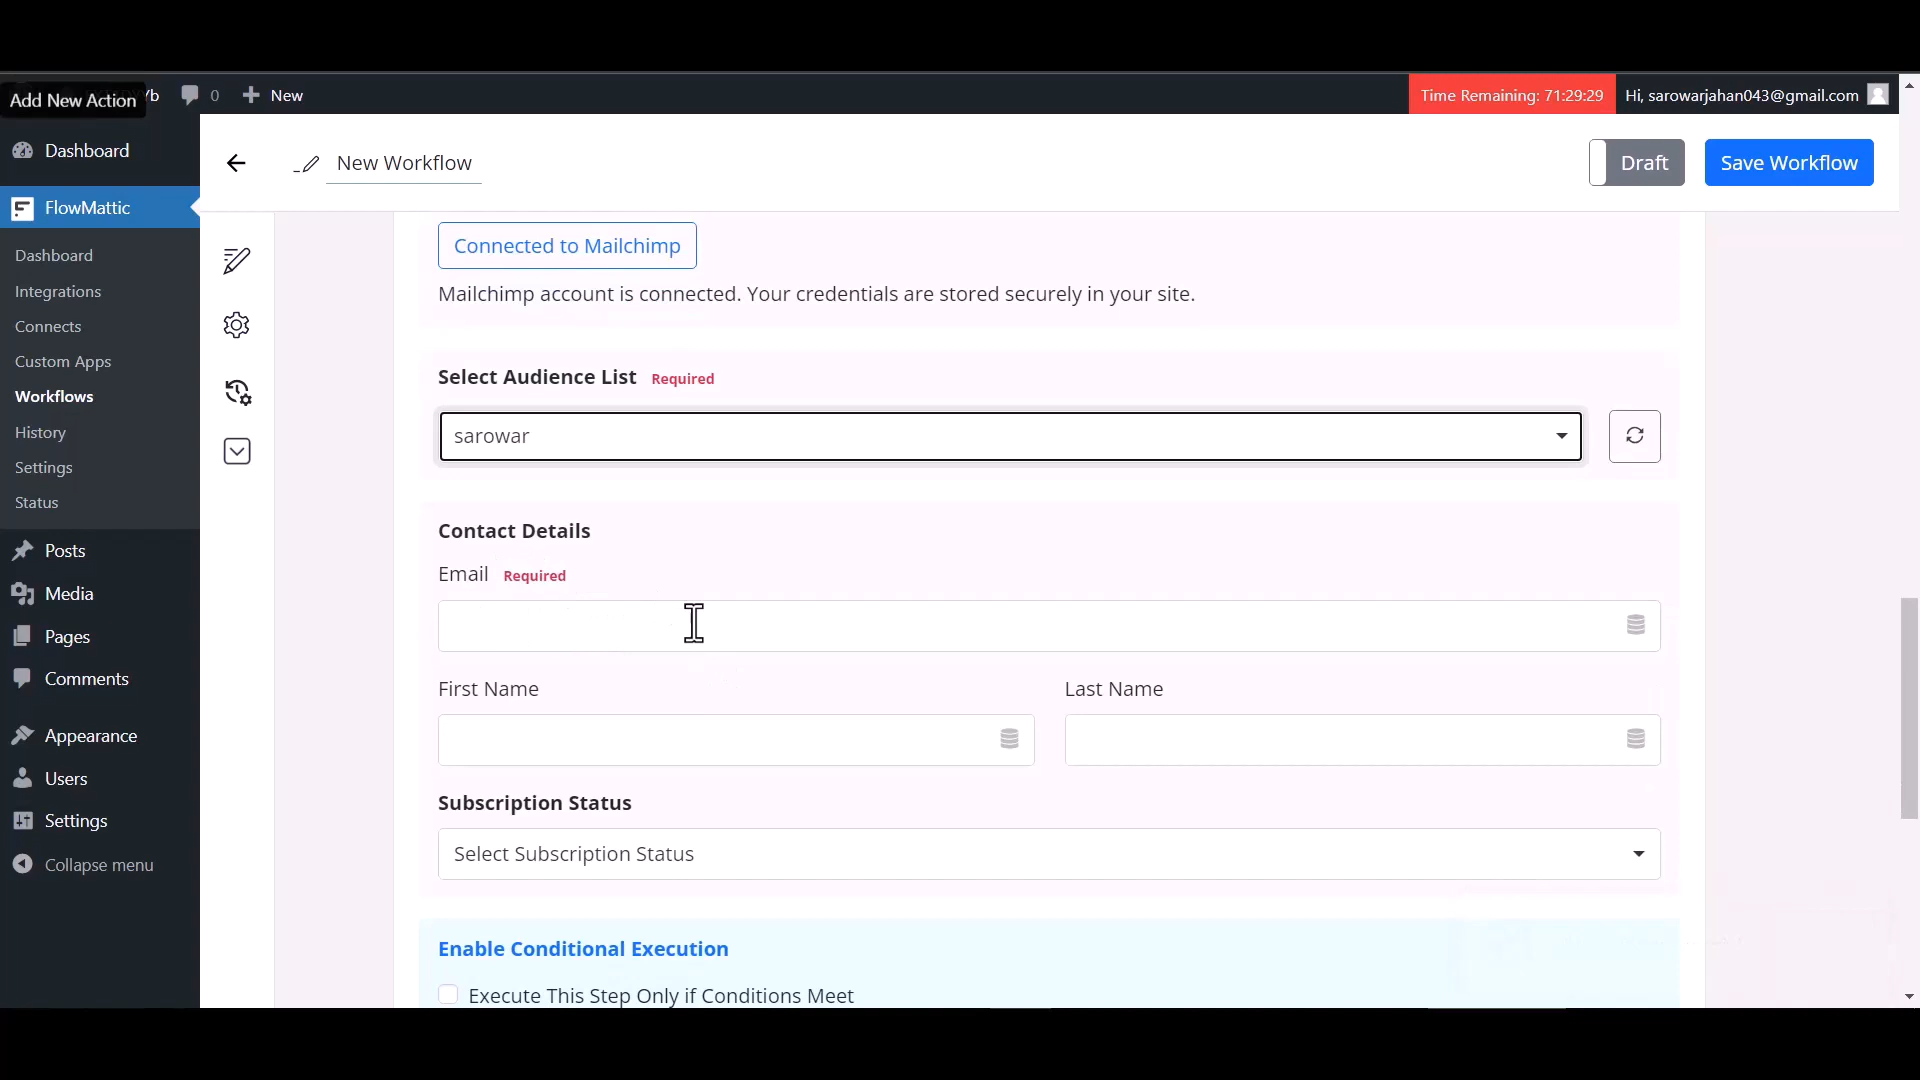 Add New Action
Yb
0
New
Time Remaining: 71:29:29
Hi, sarowarjahan043@gmail.com
Dashboard
FlowMattic
Dashboard
Integrations
Connects
Custom Apps
Workflows
History
Settings
Status
Posts
Media
Pages
Comments
Appearance
Users
Settings
Collapse menu
New Workflow
Draft
Save Workflow
Connected to Mailchimp
Mailchimp account is connected. Your credentials are stored securely in your site.
Select Audience List Required
sarowar
Contact Details
Email Required
First Name
Last Name
Subscription Status
Select Subscription Status
Enable Conditional Execution
Execute This Step Only if Conditions Meet